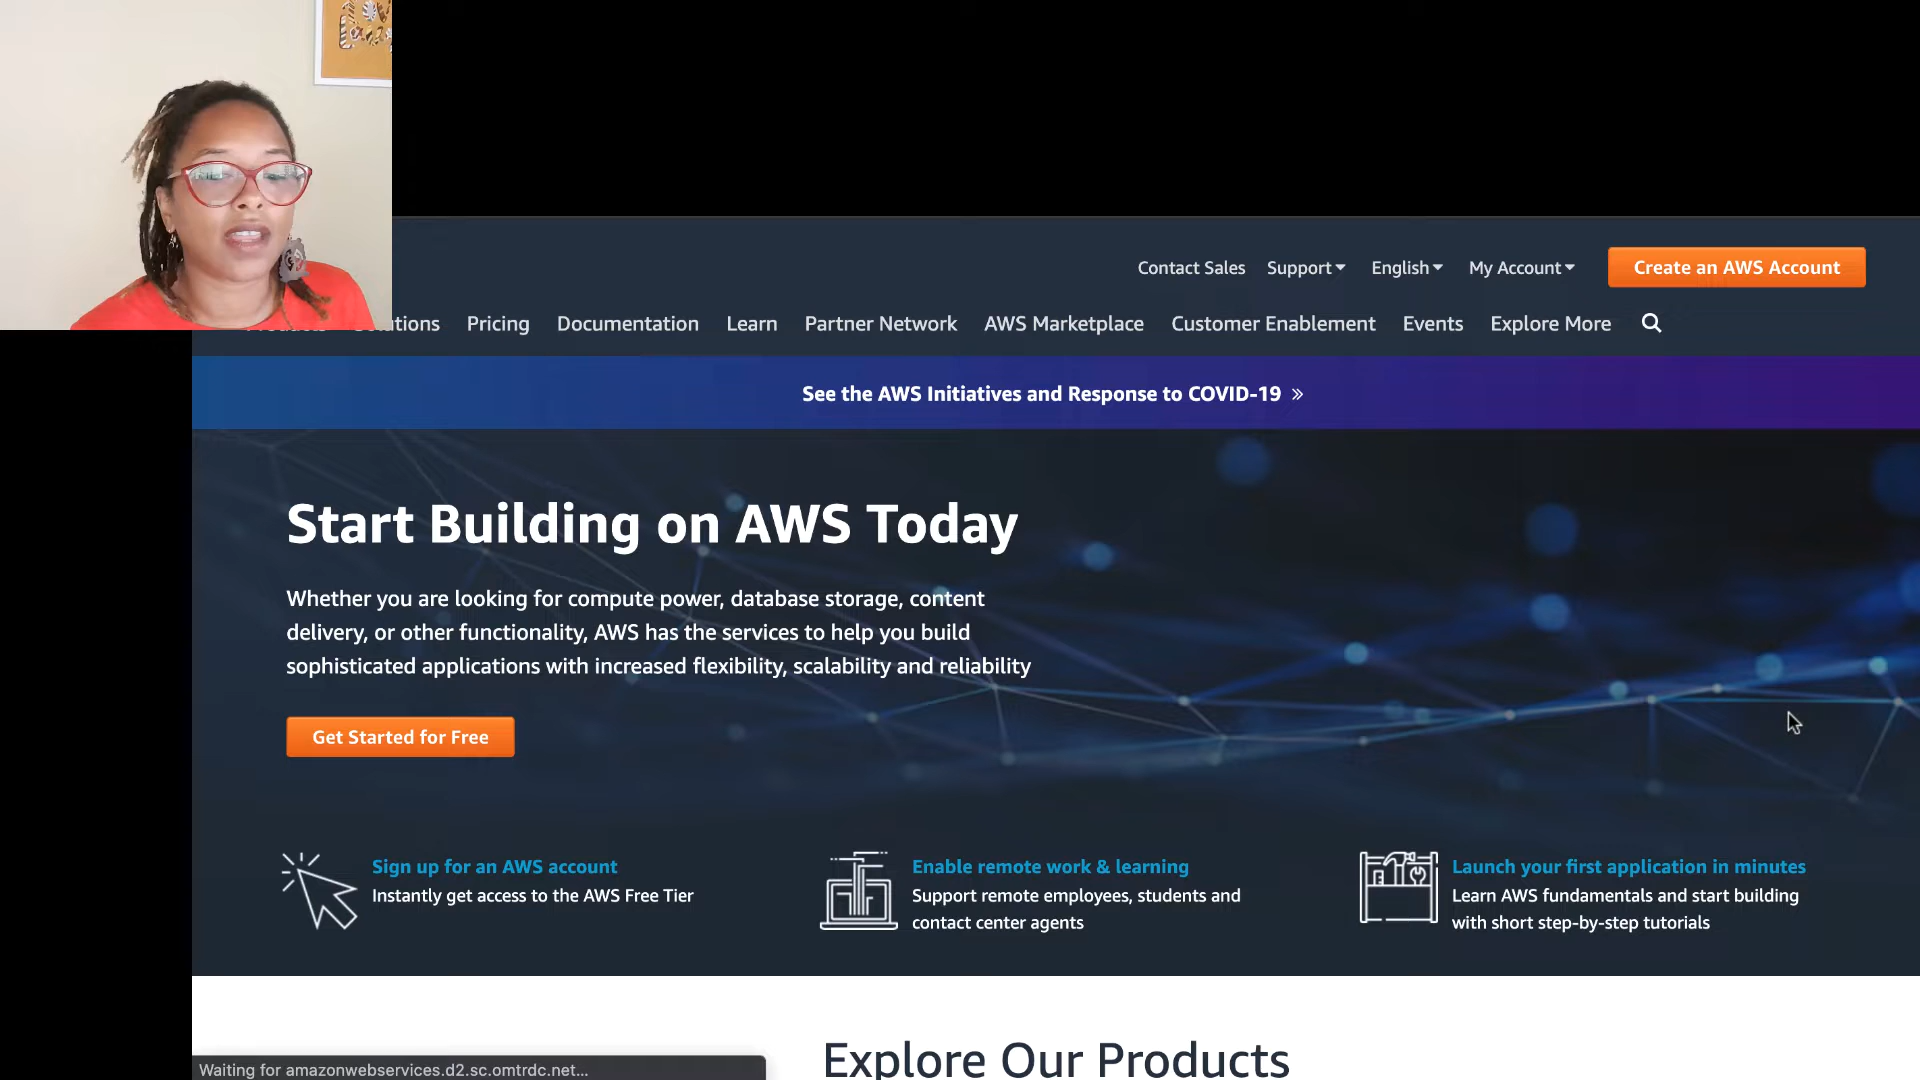 Contact Sales Support English My Account Create an AWS Account
Pricing Documentation Learn Partner Network AWS Marketplace Customer Enablement Events Explore More
See the AWS Initiatives and Response to COVID-19 »
Start Building on AWS Today
Whether you are looking for compute power, database storage, content
delivery, or other functionality, AWS has the services to help you build
sophisticated applications with increased flexibility, scalability and reliability
Get Started for Free
Sign up for an AWS account
Instantly get access to the AWS Free Tier
Enable remote work & learning
Support remote employees, students and
contact center agents
Launch your first application in minutes
Learn AWS fundamentals and start building
with short step-by-step tutorials
Explore Our Products
Waiting for amazonwebservices.d2.sc.omtrdc.net...